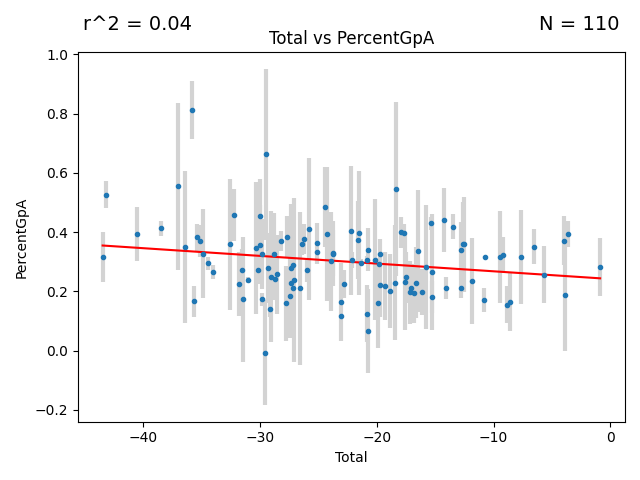 r^2 = 0.04
N = 110
Total vs PercentGpA
1.0
0.8
0.6
0.4
0.2
0.0
−0.2
PercentGpA
−40
−30
−20
−10
0
Total